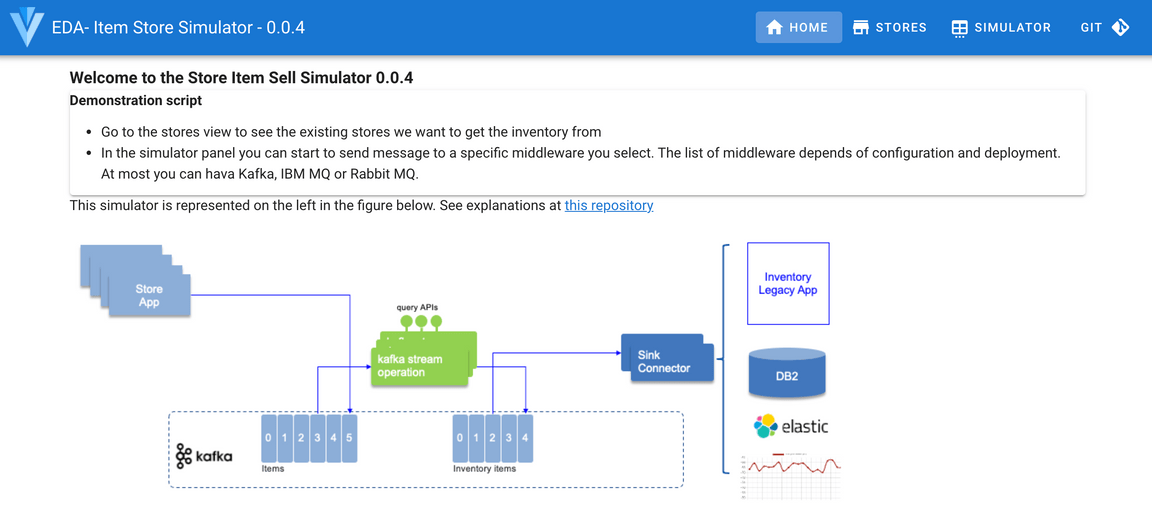 EDA- Item Store Simulator - 0.0.4
HOME
STORES
SIMULATOR
GIT
Welcome to the Store Item Sell Simulator 0.0.4
Demonstration script
• Go to the stores view to see the existing stores we want to get the inventory from
• In the simulator panel you can start to send message to a specific middleware you select. The list of middleware depends of configuration and deployment.
At most you can hava Kafka, IBM MQ or Rabbit MQ.
This simulator is represented on the left in the figure below. See explanations at this repository
Store
App
query APIs
kafka stream
operation
Sink
Connector
Inventory
Legacy App
DB2
elastic
kafka
0 1 2 3 4 5
Items
0 1 2 3 4
Inventory items